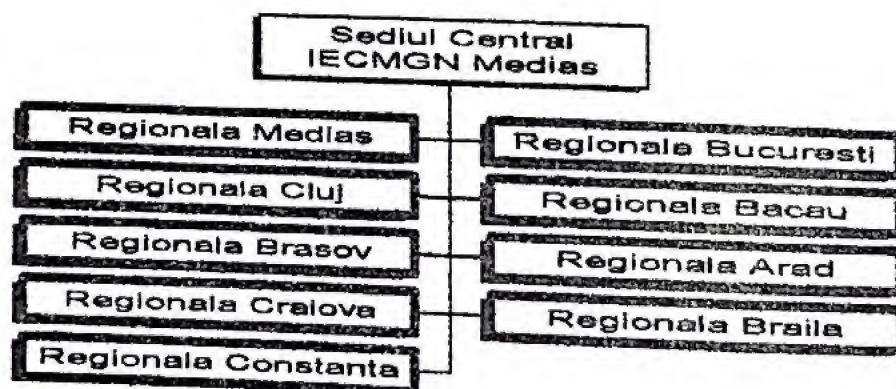 Sediul Central
IECMGN Medias
Regionala Medias
Regionala Bucuresti
Regionala Cluj
Regionala Bacau
Regionala Brasov
Regionala Arad
Regionala Craiova
Regionala Braila
Regionala Constanta